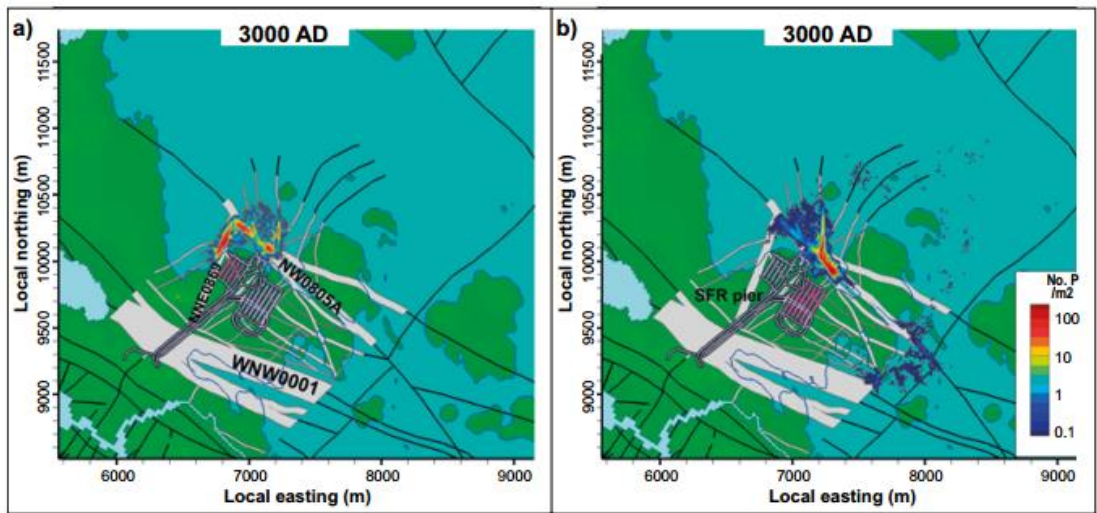 a)
3000 AD
11500
11000
10500
10000
9500
9000
Local northing (m)
NNE0869
NW0805A
WNW0001
6000
7000
8000
9000
Local easting (m)
b)
3000 AD
11500
11000
10500
10000
9500
9000
Local northing (m)
SFR pier
No. P
/m2
100
10
1
0.1
6000
7000
8000
9000
Local easting (m)